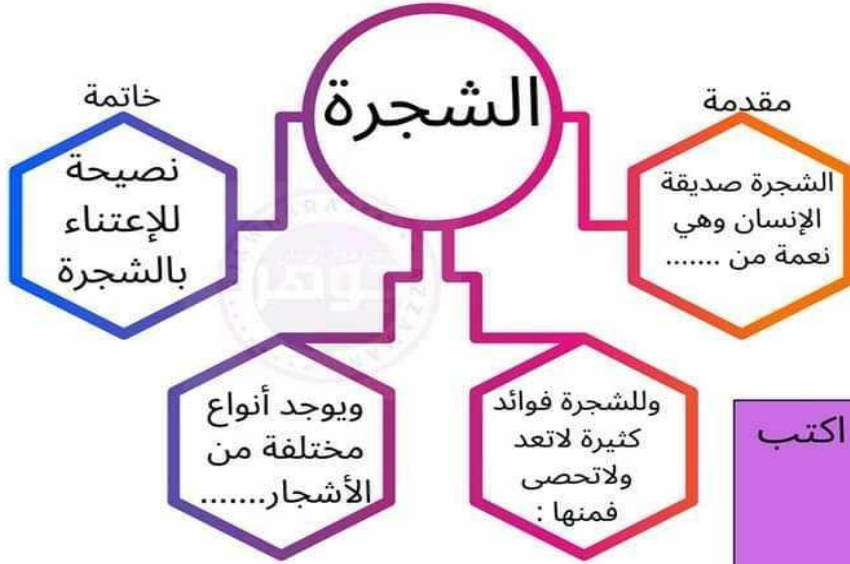 الشجرة
مقدمة
الشجرة صديقة
الإنسان وهي
نعمة من .......
وللشجرة فوائد
كثيرة لاتعد
ولاتحصى
فمنها :
ويوجد أنواع
مختلفة من
الأشجار.......
خاتمة
نصيحة
للإعتناء
بالشجرة
اكتب